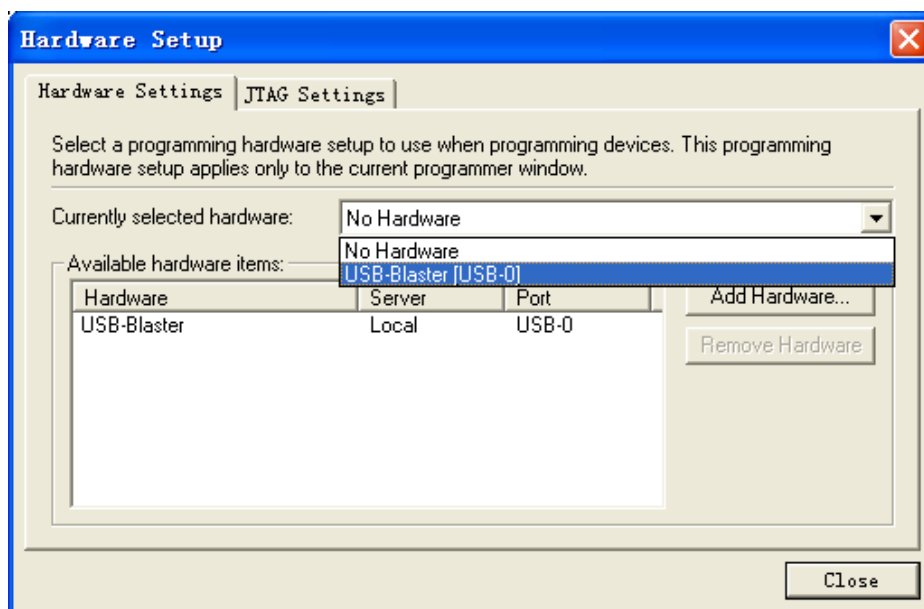 Hardware Setup
Hardware Settings JTAG Settings
Select a programming hardware setup to use when programming devices. This programming
hardware setup applies only to the current programmer window.
Currently selected hardware: No Hardware
No Hardware
USB-Blaster [USB-0]
Available hardware items:
Hardware Server Port Add Hardware...
USB-Blaster Local USB-0
Remove Hardware
Close